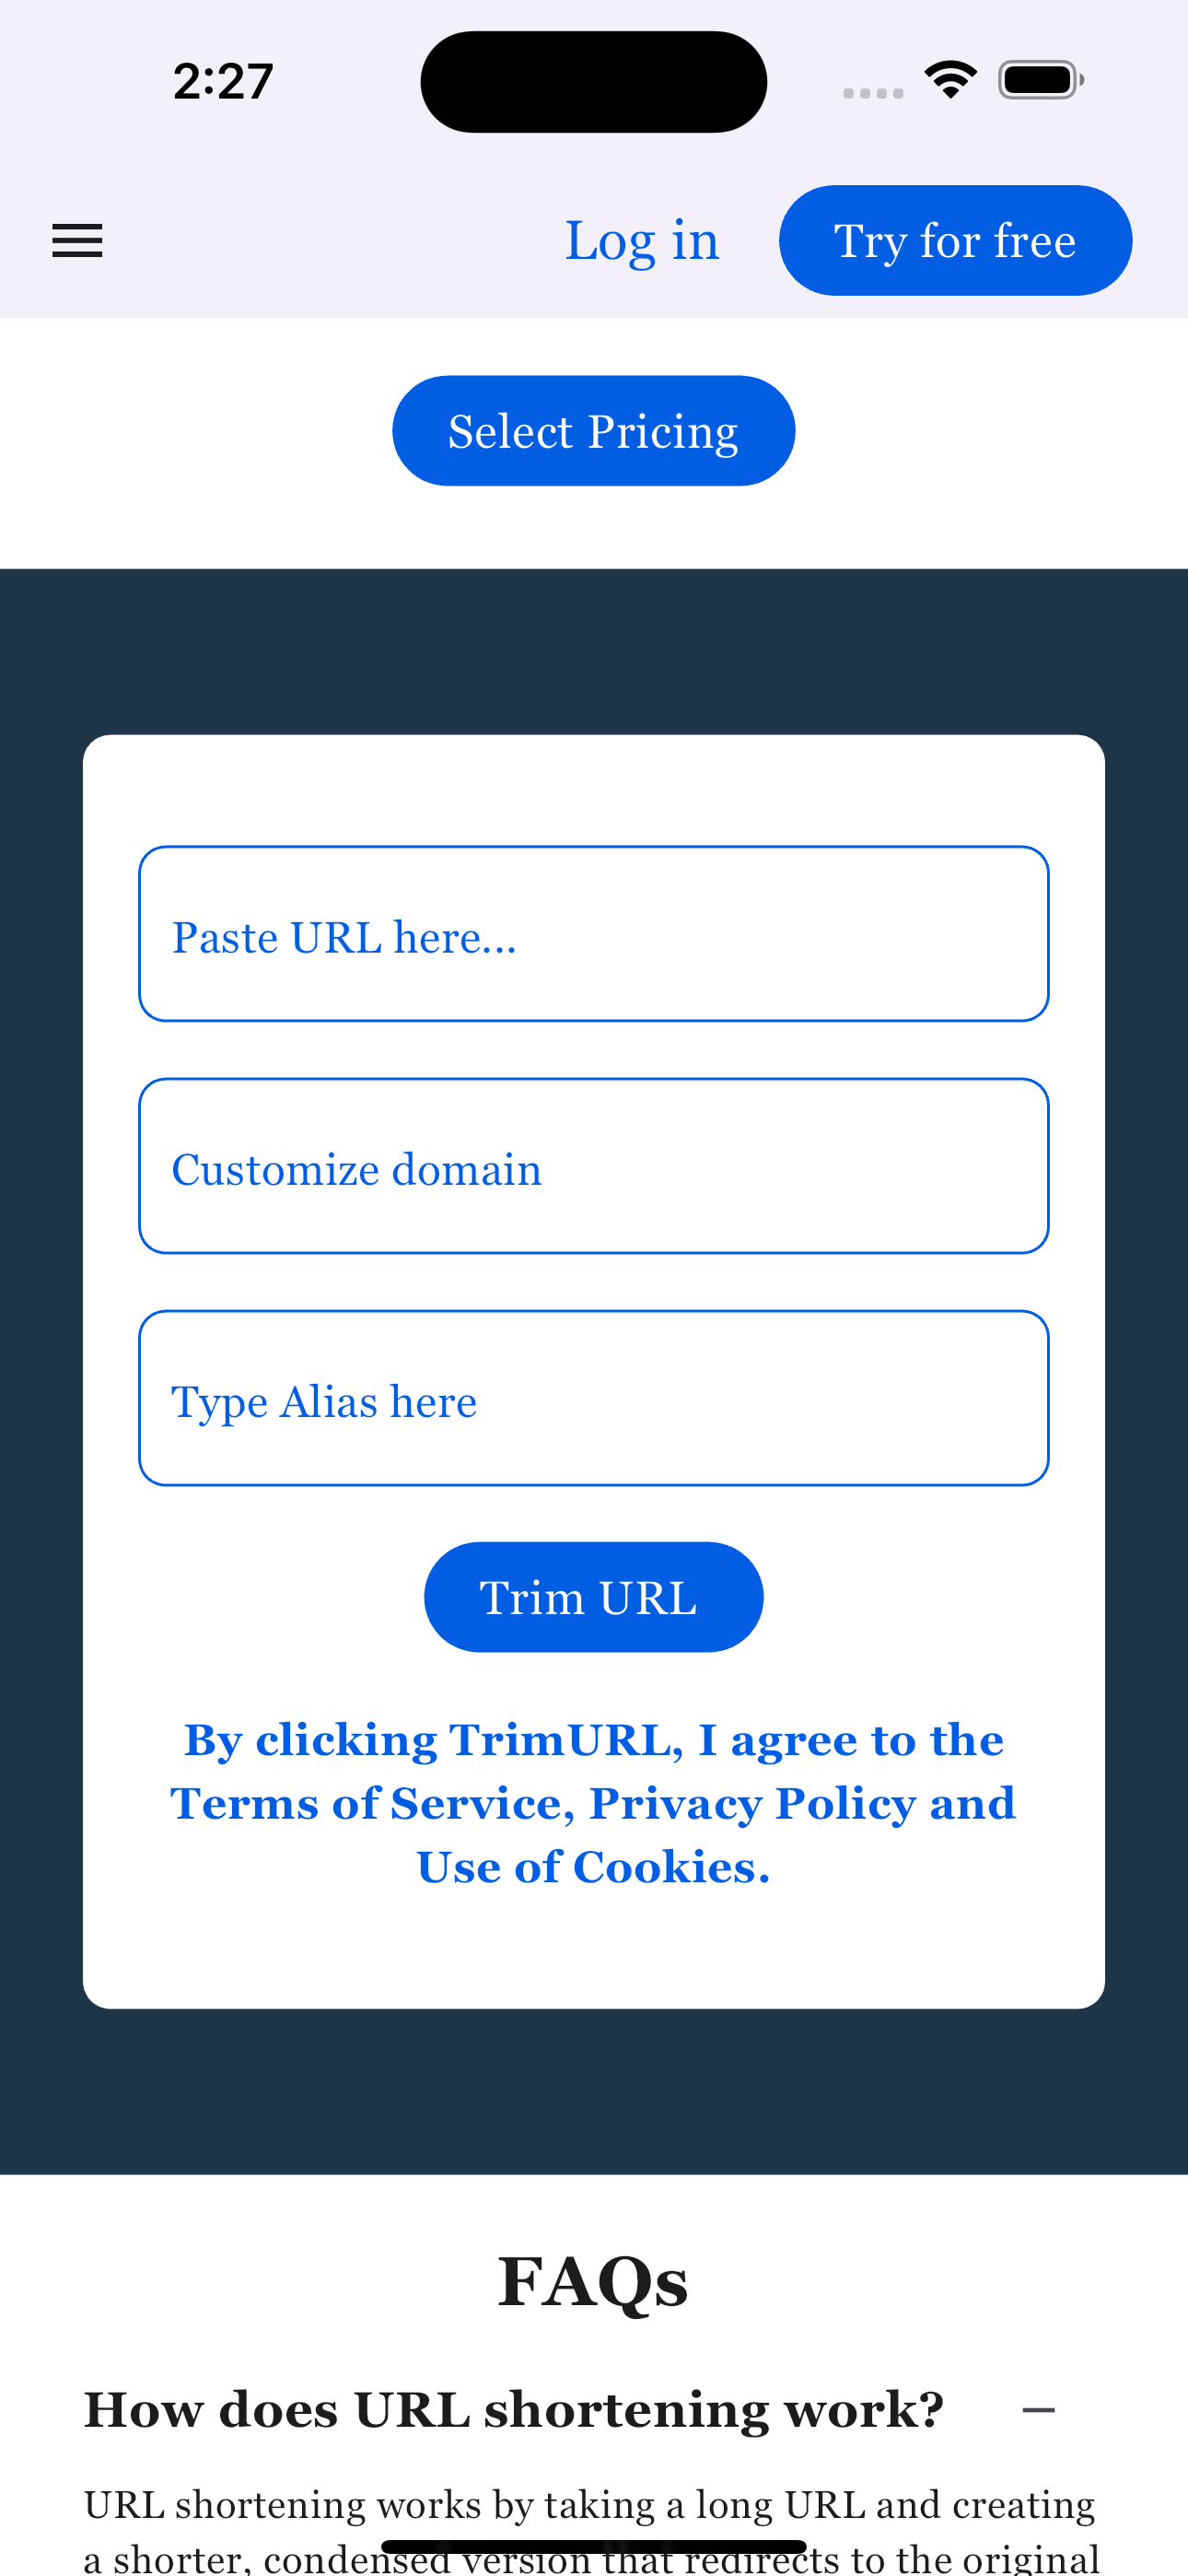 2:27
Log in
Try for free
Select Pricing
Paste URL here...
Customize domain
Type Alias here
Trim URL
By clicking TrimURL, I agree to the
Terms of Service, Privacy Policy and
Use of Cookies.
FAQs
How does URL shortening work?
URL shortening works by taking a long URL and creating
a shorter, condensed version that redirects to the original